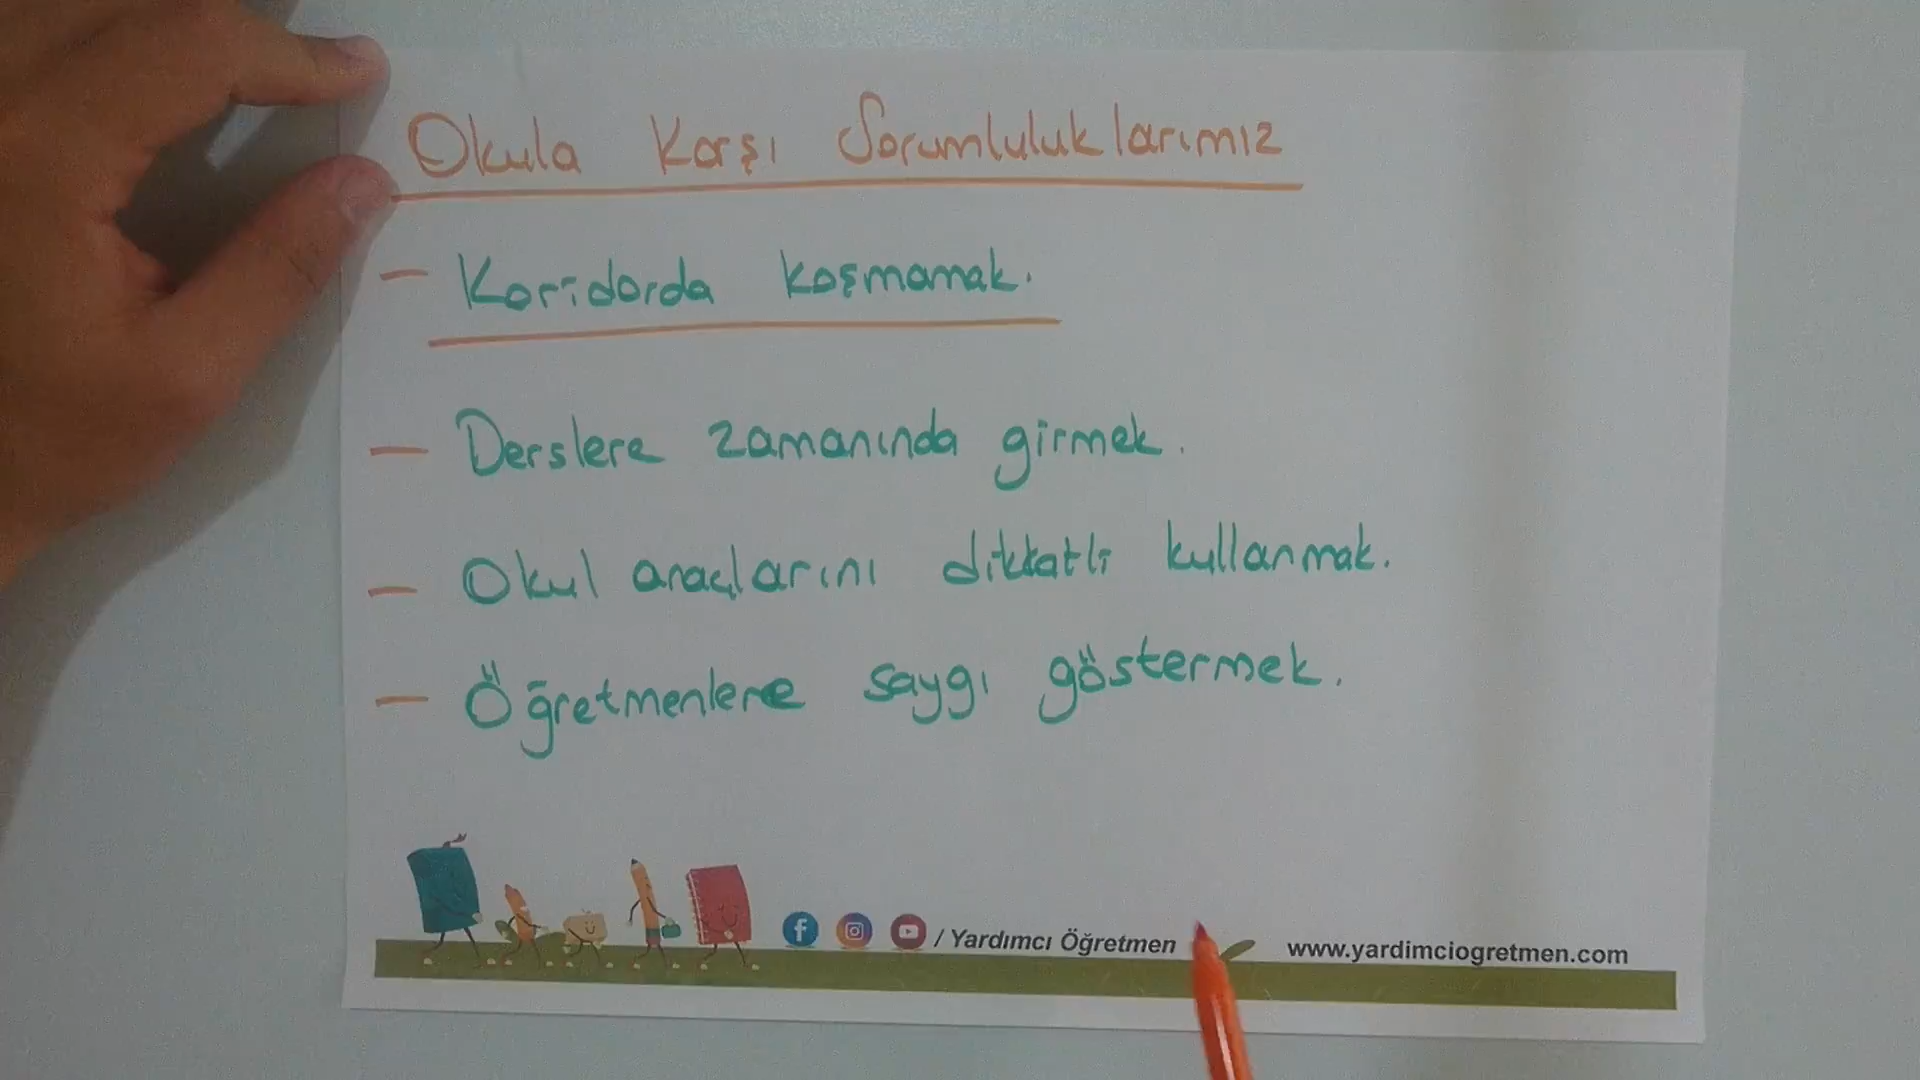 Okula Karşı Sorumluluklarımız
- Koridorda koşmamak.
- Derslere zamanında girmek.
- Okul araçlarını dikkatli kullanmak.
- Öğretmenlere saygı göstermek.
/ Yardımcı Öğretmen
www.yardimciogretmen.com